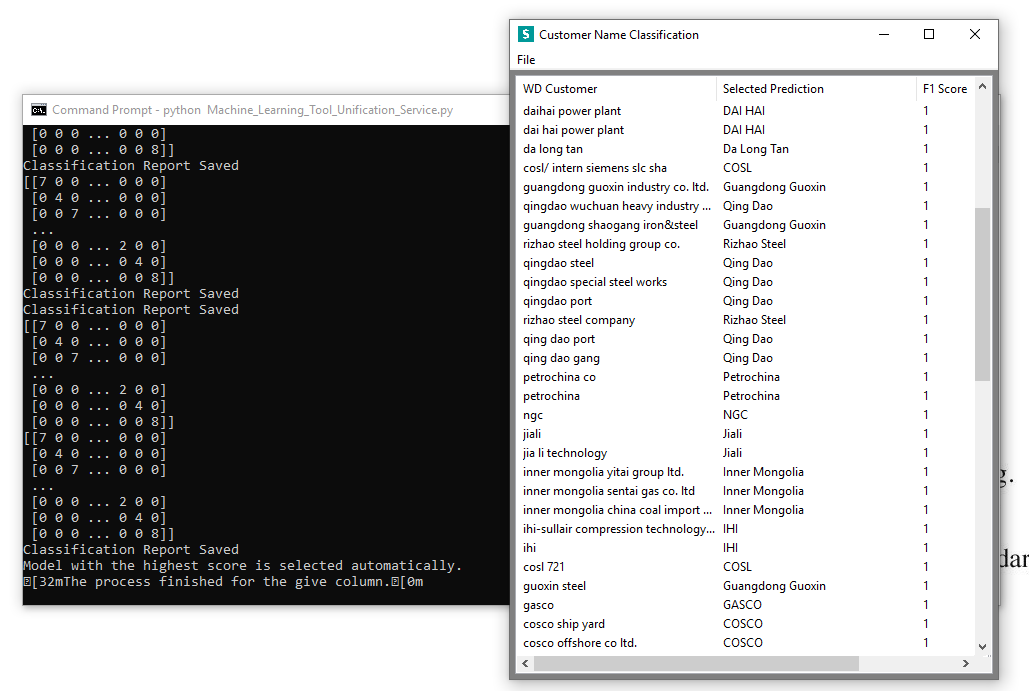 Command Prompt - python  Machine_Learning_Tool_Unification_Service.py
[0 0 0 ... 0 0 0]
[0 0 0 ... 0 0 8]]
Classification Report Saved
[[7 0 0 ... 0 0 0]
[0 4 0 ... 0 0 0]
[0 0 7 ... 0 0 0]
...
[0 0 0 ... 2 0 0]
[0 0 0 ... 0 4 0]
[0 0 0 ... 0 0 8]]
Classification Report Saved
Classification Report Saved
[[7 0 0 ... 0 0 0]
[0 4 0 ... 0 0 0]
[0 0 7 ... 0 0 0]
...
[0 0 0 ... 2 0 0]
[0 0 0 ... 0 4 0]
[0 0 0 ... 0 0 8]]
[[7 0 0 ... 0 0 0]
[0 4 0 ... 0 0 0]
[0 0 7 ... 0 0 0]
...
[0 0 0 ... 2 0 0]
[0 0 0 ... 0 4 0]
[0 0 0 ... 0 0 8]]
Classification Report Saved
Model with the highest score is selected automatically.
[32mThe process finished for the give column.[0m
S Customer Name Classification
File
WD Customer Selected Prediction F1 Score
daihai power plant DAI HAI 1
dai hai power plant DAI HAI 1
da long tan Da Long Tan 1
cosl/ intern siemens slc sha COSL 1
guangdong guoxin industry co. ltd. Guangdong Guoxin 1
qingdao wuchuan heavy industry ... Qing Dao 1
guangdong shaogang iron&steel Guangdong Guoxin 1
rizhao steel holding group co. Rizhao Steel 1
qingdao steel Qing Dao 1
qingdao special steel works Qing Dao 1
qingdao port Qing Dao 1
rizhao steel company Rizhao Steel 1
qing dao port Qing Dao 1
qing dao gang Qing Dao 1
petrochina co Petrochina 1
petrochina Petrochina 1
ngc NGC 1
jiali Jiali 1
jia li technology Jiali 1
inner mongolia yitai group ltd. Inner Mongolia 1
inner mongolia sentai gas co. ltd Inner Mongolia 1
inner mongolia china coal import ... Inner Mongolia 1
ihi-sullair compression technology... IHI 1
ihi IHI 1
cosl 721 COSL 1
guoxin steel Guangdong Guoxin 1
gasco GASCO 1
cosco ship yard COSCO 1
cosco offshore co ltd. COSCO 1
g.
dar